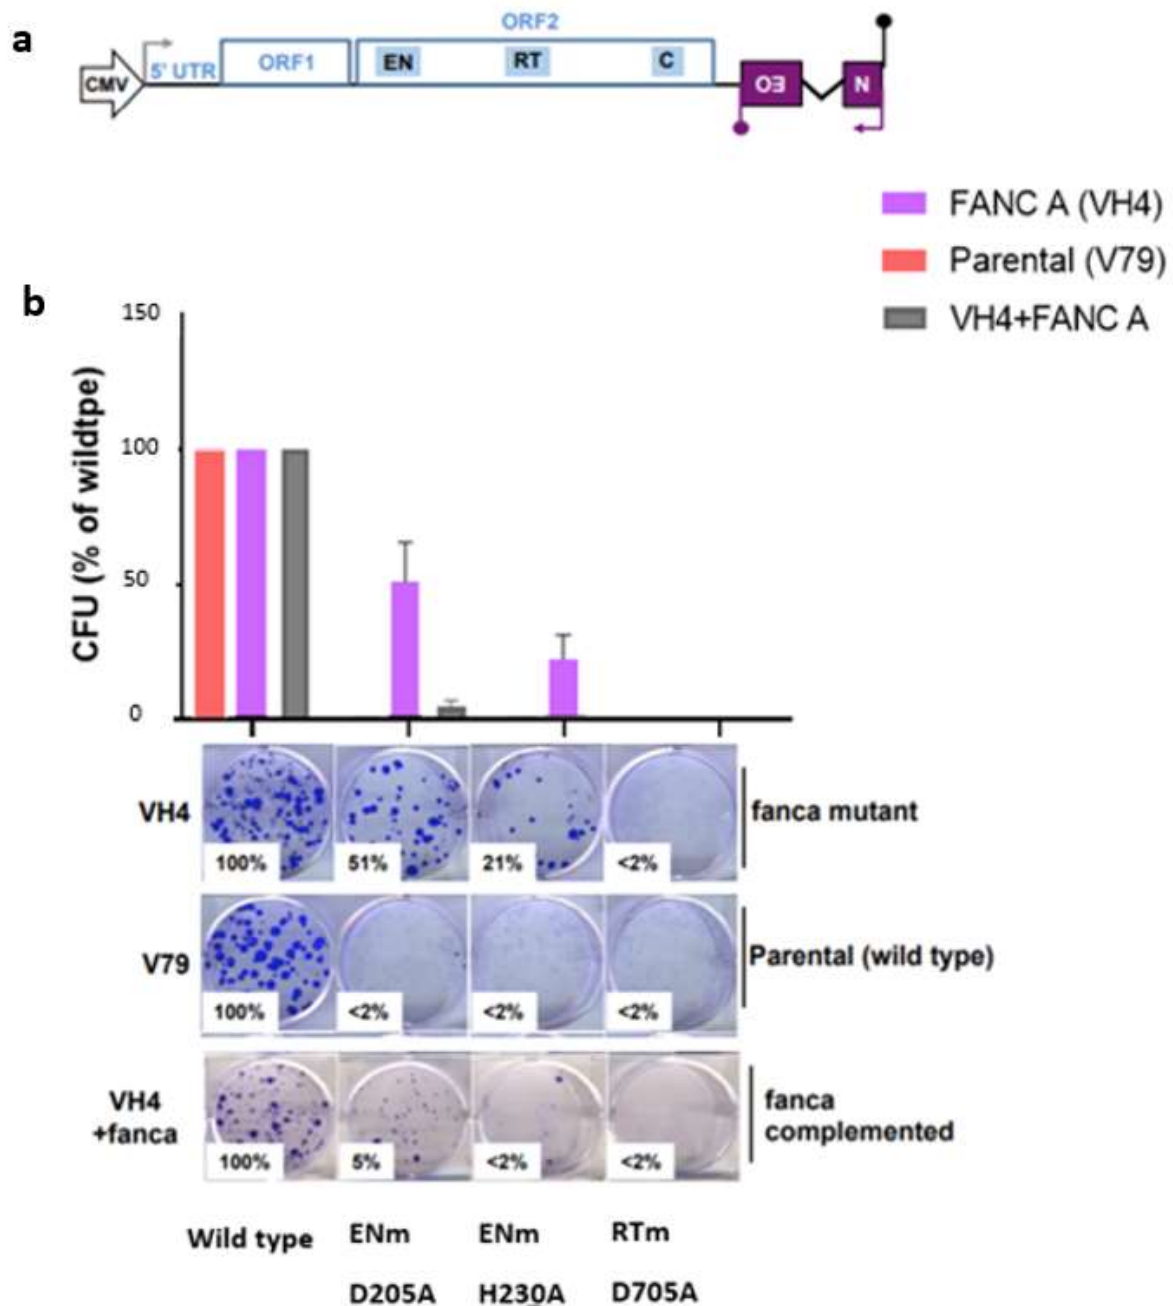 a
ORF2
CMV
5' UTR
ORF1
EN
RT
C
OƎ
N
FANC A (VH4)
Parental (V79)
VH4+FANC A
b
CFU (% of wildtpe)
150
100
50
0
VH4
100%
51%
21%
<2%
fanca mutant
V79
100%
<2%
<2%
<2%
Parental (wild type)
VH4
+fanca
100%
5%
<2%
<2%
fanca
complemented
Wild type
ENm
D205A
ENm
H230A
RTm
D705A